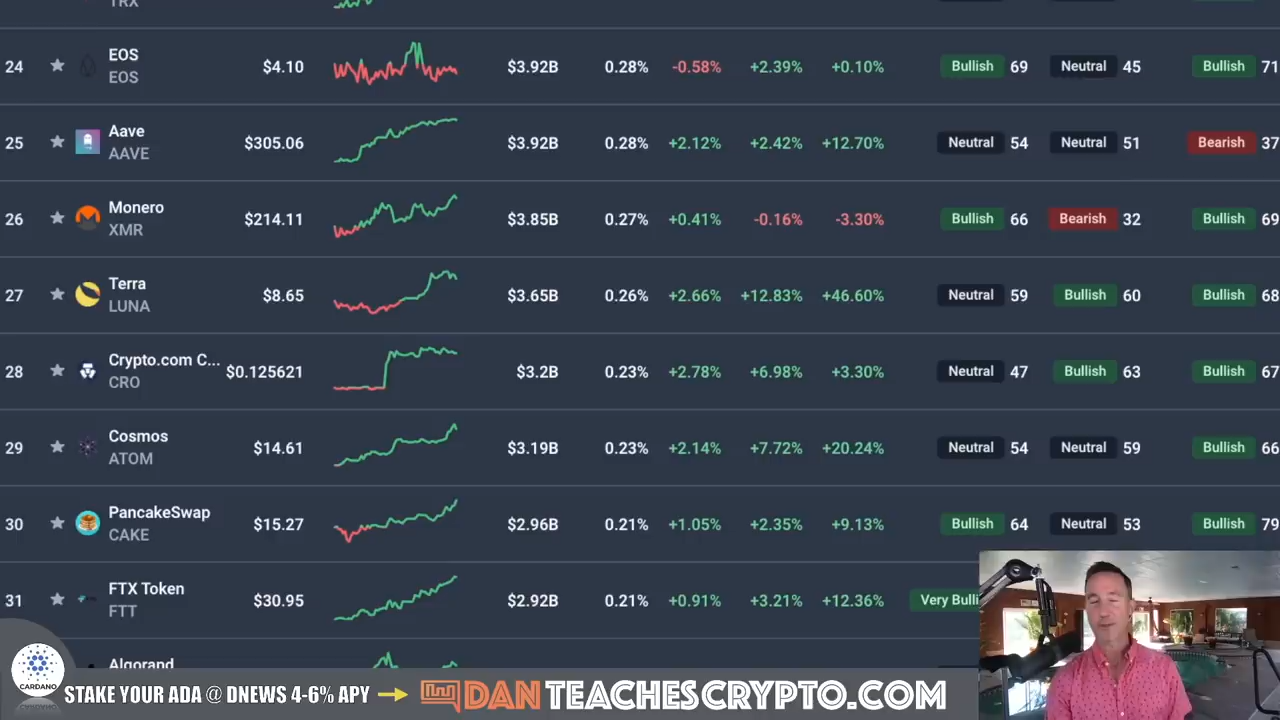 TRX
24 EOS $4.10 $3.92B 0.28% -0.58% +2.39% +0.10% Bullish 69 Neutral 45 Bullish 71
EOS
25 Aave $305.06 $3.92B 0.28% +2.12% +2.42% +12.70% Neutral 54 Neutral 51 Bearish 37
AAVE
26 Monero $214.11 $3.85B 0.27% +0.41% -0.16% -3.30% Bullish 66 Bearish 32 Bullish 69
XMR
27 Terra $8.65 $3.65B 0.26% +2.66% +12.83% +46.60% Neutral 59 Bullish 60 Bullish 68
LUNA
28 Crypto.com C... $0.125621 $3.2B 0.23% +2.78% +6.98% +3.30% Neutral 47 Bullish 63 Bullish 67
CRO
29 Cosmos $14.61 $3.19B 0.23% +2.14% +7.72% +20.24% Neutral 54 Neutral 59 Bullish 66
ATOM
30 PancakeSwap $15.27 $2.96B 0.21% +1.05% +2.35% +9.13% Bullish 64 Neutral 53 Bullish 79
CAKE
31 FTX Token $30.95 $2.92B 0.21% +0.91% +3.21% +12.36% Very Bulli
FTT
Algorand
CARDANO
STAKE YOUR ADA @ DNEWS 4-6% APY
DAN TEACHESCRYPTO.COM